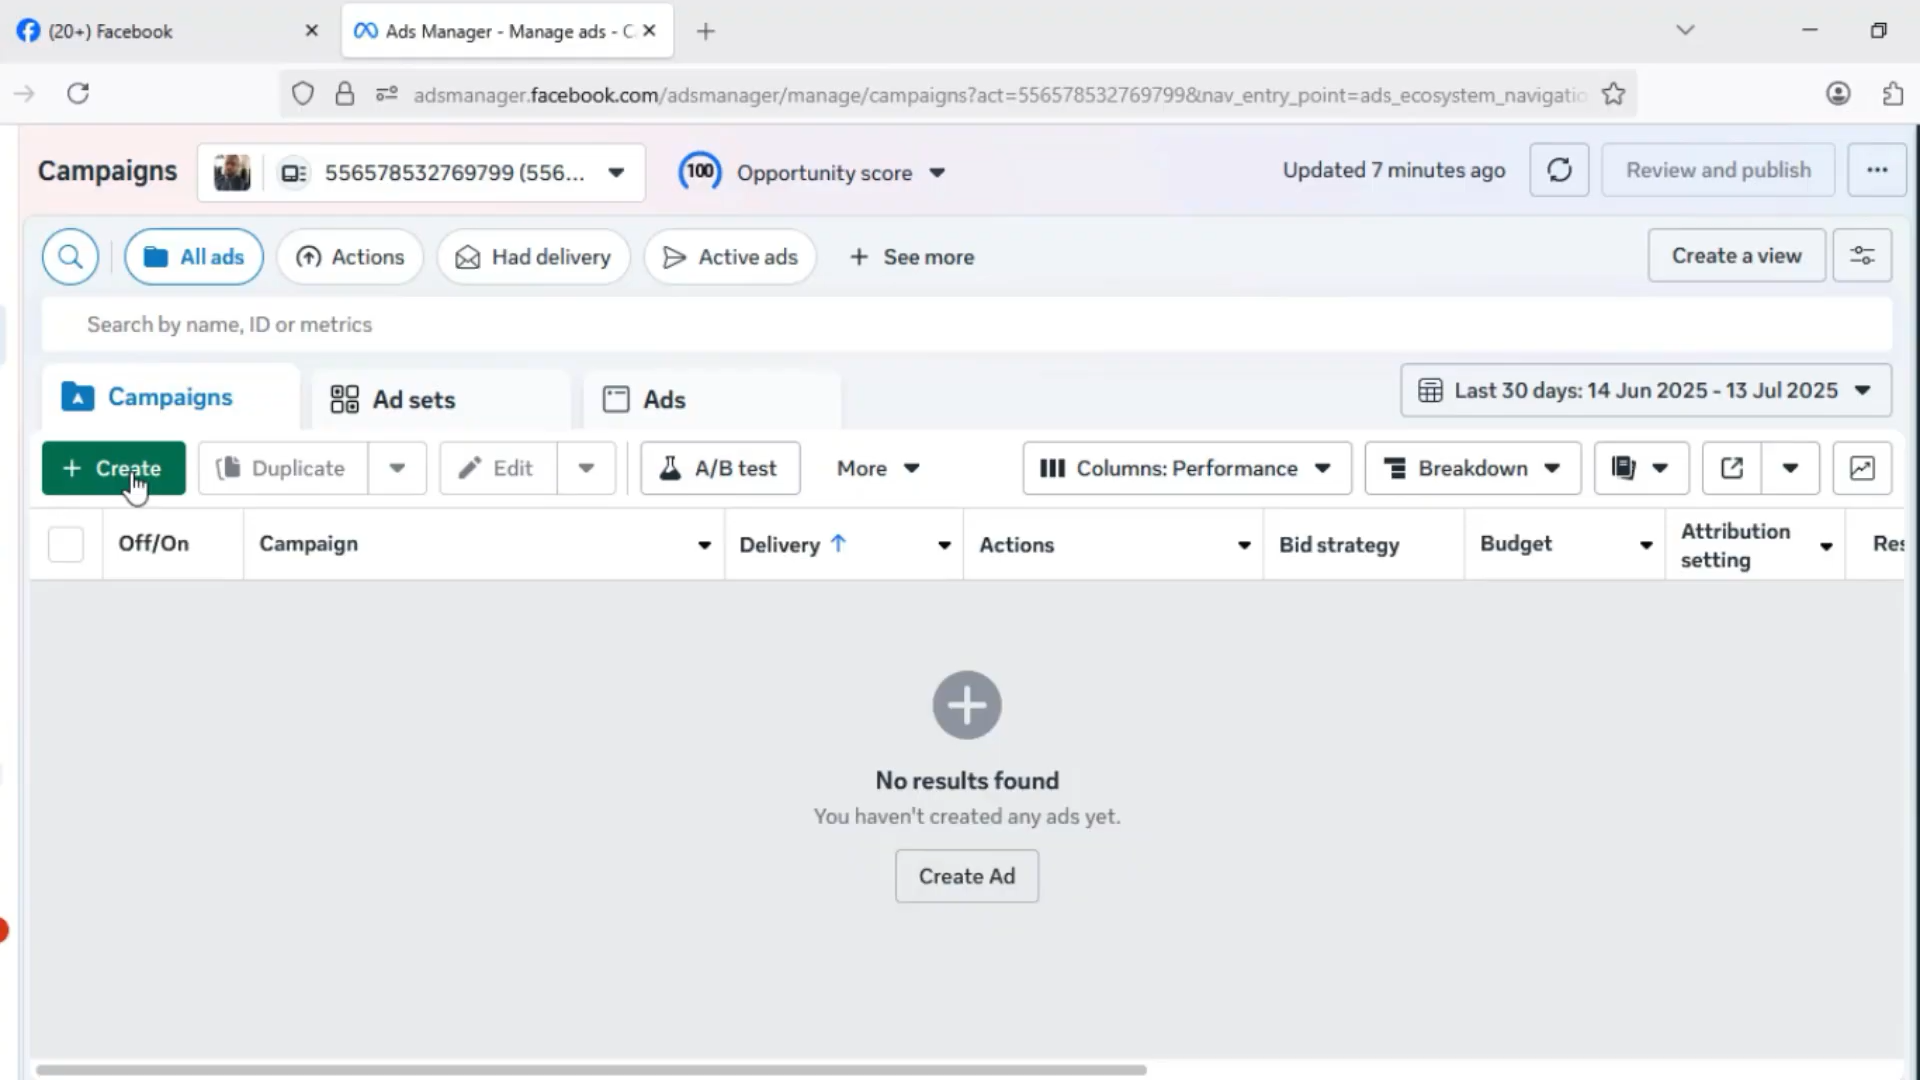 (20+) Facebook
Ads Manager - Manage ads - C
adsmanager.facebook.com/adsmanager/manage/campaigns?act=556578532769799&nav_entry_point=ads_ecosystem_navigatio
Campaigns
556578532769799 (556...
100
Opportunity score
Updated 7 minutes ago
Review and publish
All ads
Actions
Had delivery
Active ads
+ See more
Create a view
Search by name, ID or metrics
Campaigns
Ad sets
Ads
Last 30 days: 14 Jun 2025 - 13 Jul 2025
+ Create
Duplicate
Edit
A/B test
More
Columns: Performance
Breakdown
Off/On
Campaign
Delivery ↑
Actions
Bid strategy
Budget
Attribution
setting
Res
No results found
You haven't created any ads yet.
Create Ad